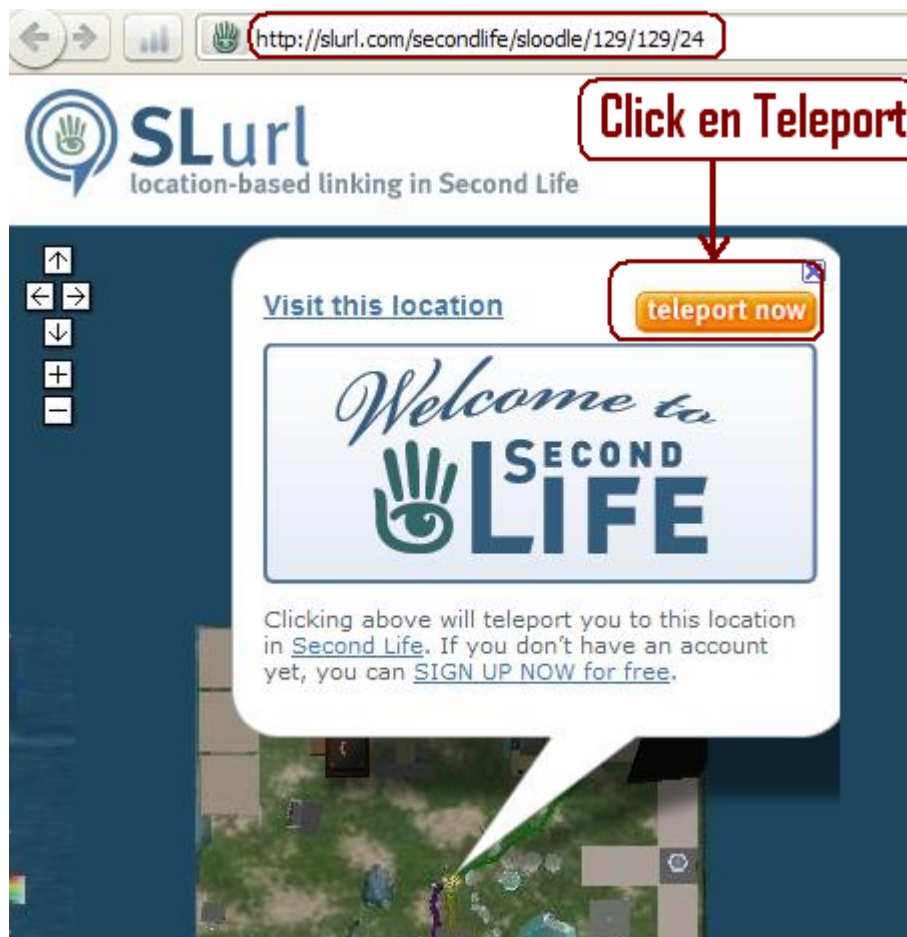 http://slurl.com/secondlife/sloodle/129/129/24
Click en Teleport
SLurl
location-based linking in Second Life
Visit this location
teleport now
Welcome to
SECOND
LIFE
Clicking above will teleport you to this location
in Second Life. If you don't have an account
yet, you can SIGN UP NOW for free.